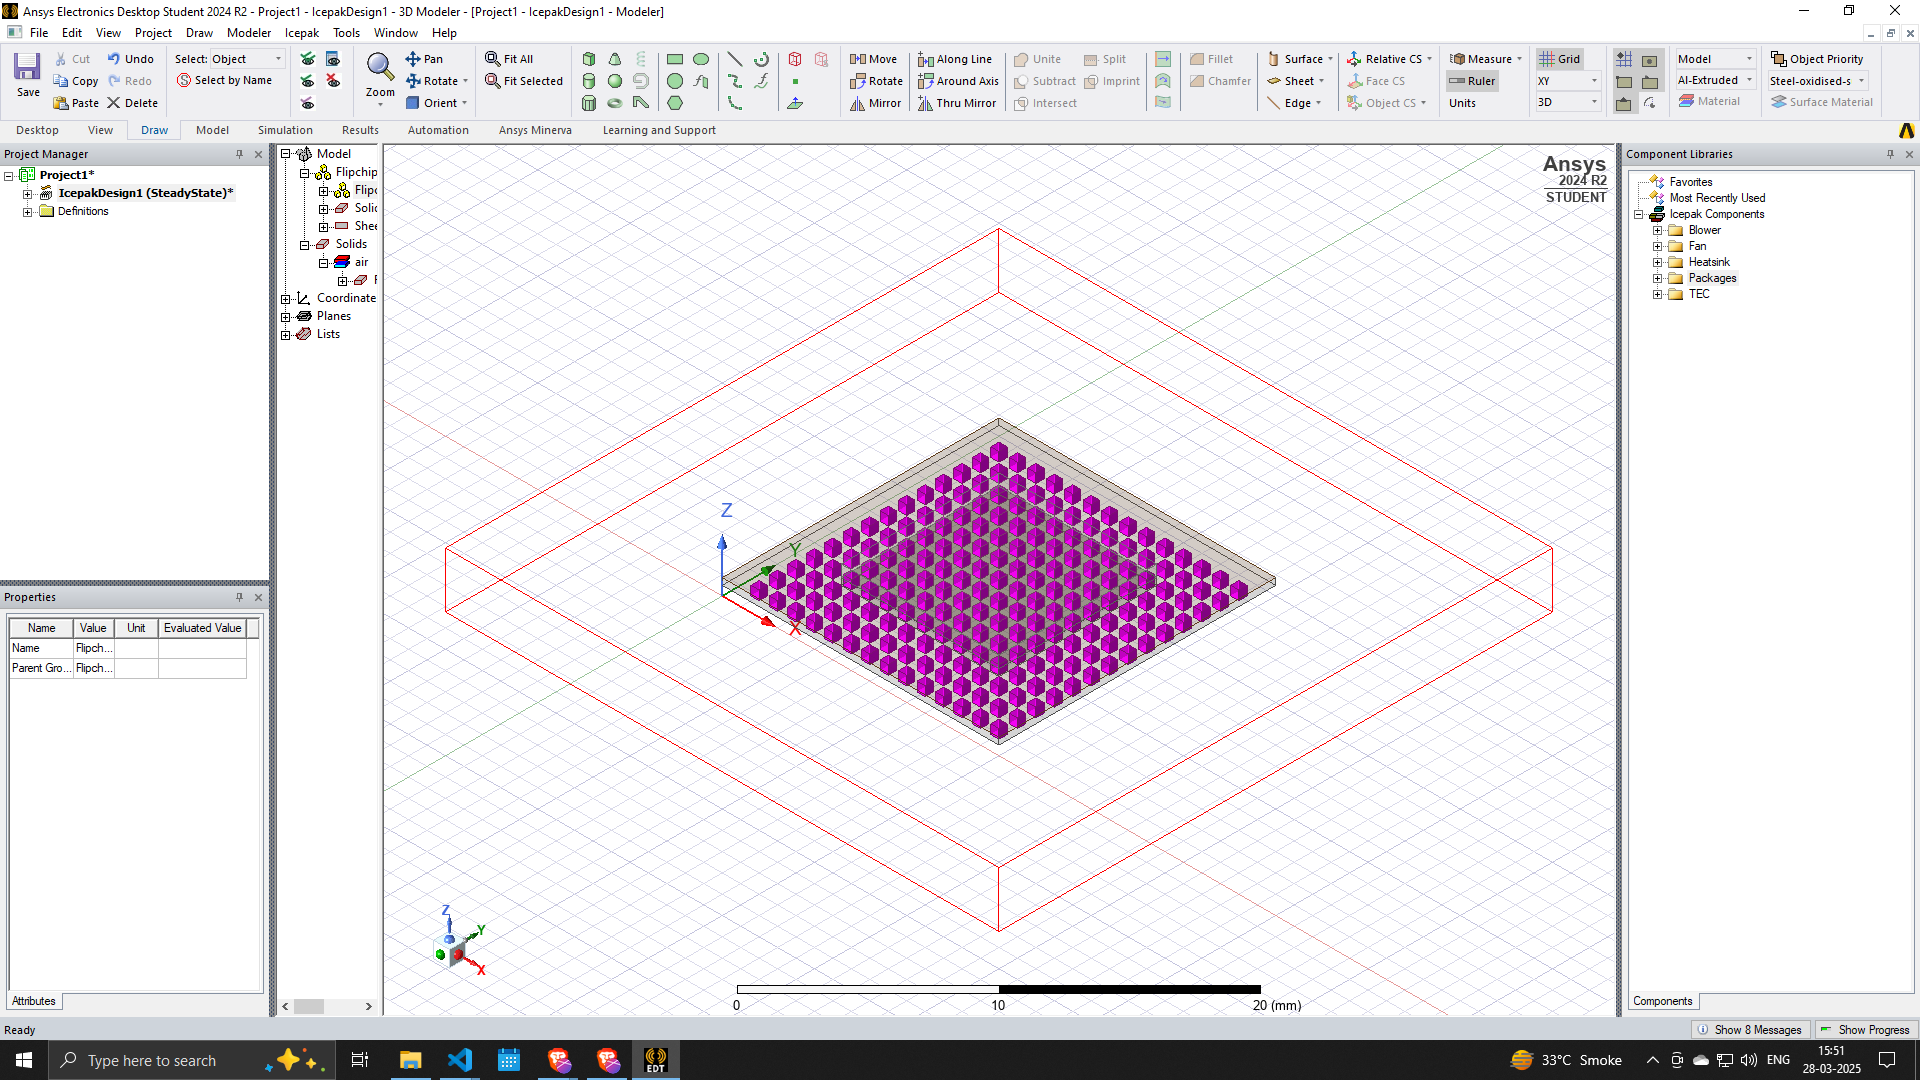 Ansys Electronics Desktop Student 2024 R2 - Project1 - IcepakDesign1 - 3D Modeler - [Project1 - IcepakDesign1 - Modeler]
File Edit View Project Draw Modeler Icepak Tools Window Help
Save
Cut
Copy
Paste
Undo
Redo
Delete
Select: Object
Select by Name
Zoom
Pan
Rotate
Orient
Fit All
Fit Selected
Move
Rotate
Mirror
Along Line
Around Axis
Thru Mirror
Unite
Subtract
Intersect
Split
Imprint
Fillet
Chamfer
Surface
Sheet
Edge
Relative CS
Face CS
Object CS
Measure
Ruler
Units
Grid
XY
3D
Model
Al-Extruded
Material
Object Priority
Steel-oxidised-s
Surface Material
Desktop View Draw Model Simulation Results Automation Ansys Minerva Learning and Support
Project Manager
Project1*
IcepakDesign1 (SteadyState)*
Definitions
Properties
Name Value Unit Evaluated Value
Name Flipch...
Parent Gro... Flipch...
Attributes
Model
Flipchip
Flipc
Solid
Shee
Solids
air
Coordinate
Planes
Lists
Ansys
2024 R2
STUDENT
Z
Y
X
Z
Y
X
0 10 20 (mm)
Component Libraries
Favorites
Most Recently Used
Icepak Components
Blower
Fan
Heatsink
Packages
TEC
Components
Ready
Show 8 Messages Show Progress
Type here to search
EDT
33°C Smoke
ENG
15:51
28-03-2025